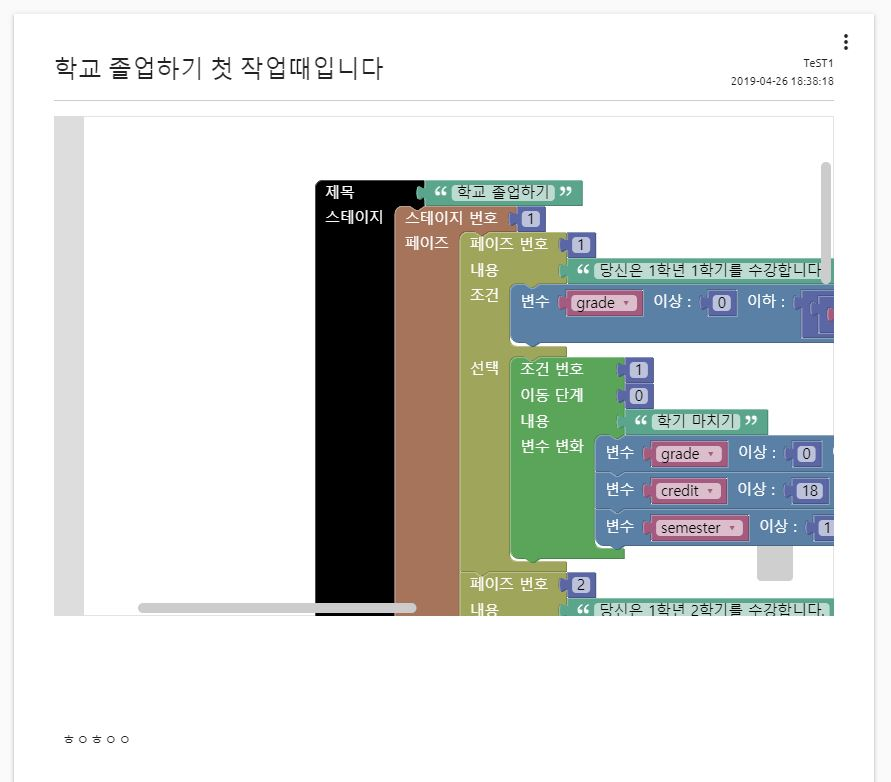 학교 졸업하기 첫 작업때입니다
TeST1
2019-04-26 18:38:18
제목 “ 학교 졸업하기 ”
스테이지 스테이지 번호 1
페이즈 페이즈 번호 1
내용 “ 당신은 1학년 1학기를 수강합니다
조건 변수 grade 이상 : 0 이하 :
선택 조건 번호 1
이동 단계 0
내용 “ 학기 마치기 ”
변수 변화 변수 grade 이상 : 0
변수 credit 이상 : 18
변수 semester 이상 : 1
페이즈 번호 2
내용 “ 당신은 1학년 2학기를 수강합니다.
ㅎㅇㅎㅇㅇ